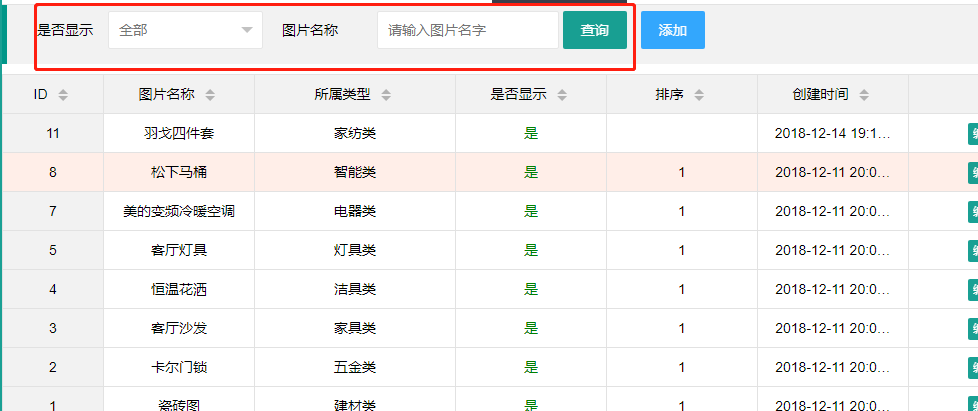 是否显示 全部 图片名称 请输入图片名字 查询 添加
ID 图片名称 所属类型 是否显示 排序 创建时间
11 羽戈四件套 家纺类 是 2018-12-14 19:1...
8 松下马桶 智能类 是 1 2018-12-11 20:0...
7 美的变频冷暖空调 电器类 是 1 2018-12-11 20:0...
5 客厅灯具 灯具类 是 1 2018-12-11 20:0...
4 恒温花洒 洁具类 是 1 2018-12-11 20:0...
3 客厅沙发 家具类 是 1 2018-12-11 20:0...
2 卡尔门锁 五金类 是 1 2018-12-11 20:0...
1 瓷砖图 建材类 是 1 2018-12-11 20:0...